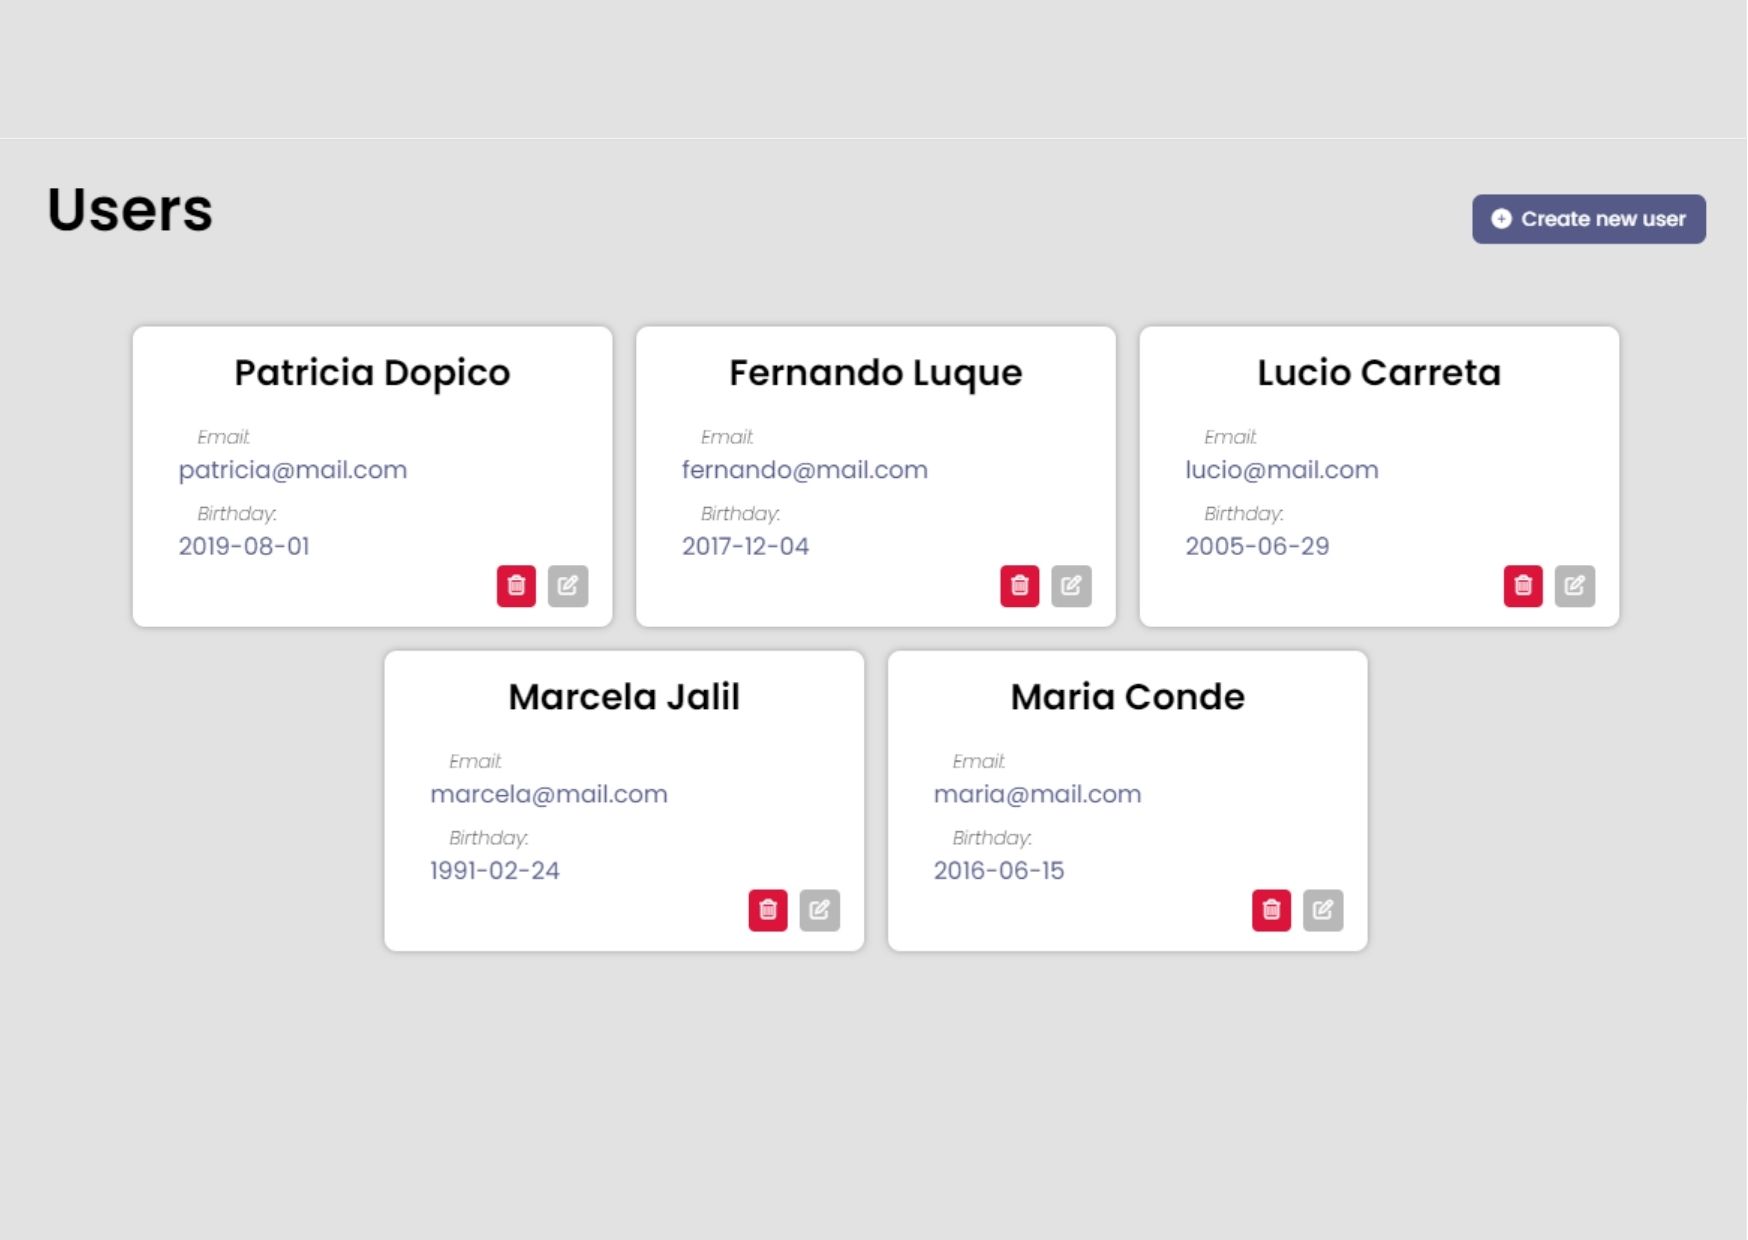 Users
Create new user
Patricia Dopico
Email:
patricia@mail.com
Birthday:
2019-08-01
Fernando Luque
Email:
fernando@mail.com
Birthday:
2017-12-04
Lucio Carreta
Email:
lucio@mail.com
Birthday:
2005-06-29
Marcela Jalil
Email:
marcela@mail.com
Birthday:
1991-02-24
Maria Conde
Email:
maria@mail.com
Birthday:
2016-06-15